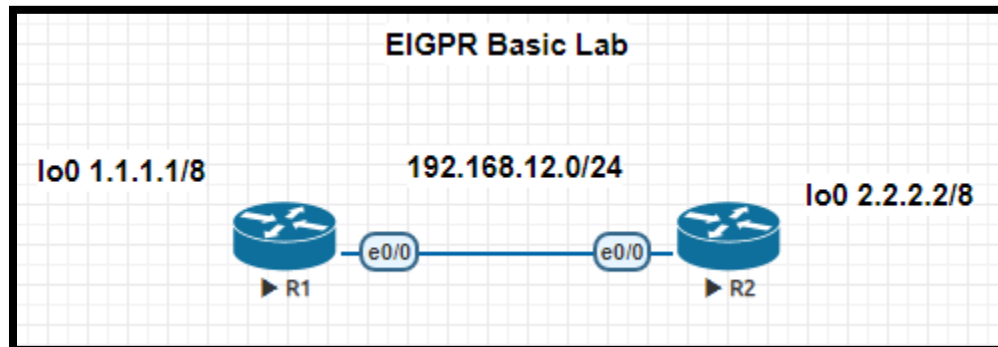 EIGPR Basic Lab
lo0 1.1.1.1/8
192.168.12.0/24
lo0 2.2.2.2/8
e0/0
e0/0
R1
R2